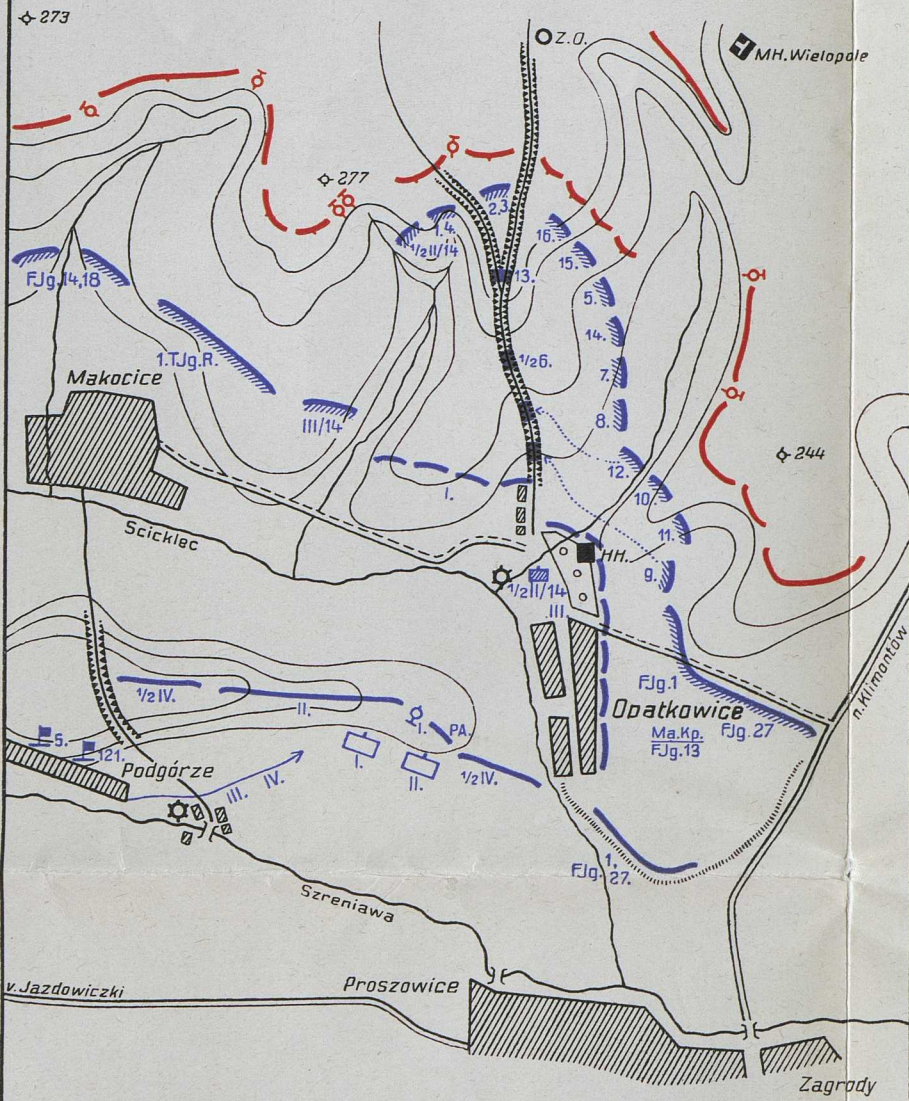 273
Z.O.
MH. Wielopole
277
2,3.
1.4.
16.
1/2 II/14
15.
FJg.14,18
13.
5.
14.
1.TJg.R.
1/2 6.
7.
Makocice
III/14
8.
244
12.
I.
10.
Scicklec
11.
HH.
9.
1/2 II/14
III.
n. Klimontów
FJg.1
1/2 IV.
II.
Opatkowice
I.
PA.
FJg. 27
Ma.Kp.
FJg.13
5.
121.
I.
Podgórze
II.
1/2 IV.
III. IV.
FJg. 1,
27.
Szreniawa
v. Jazdowiczki
Proszowice
Zagrody